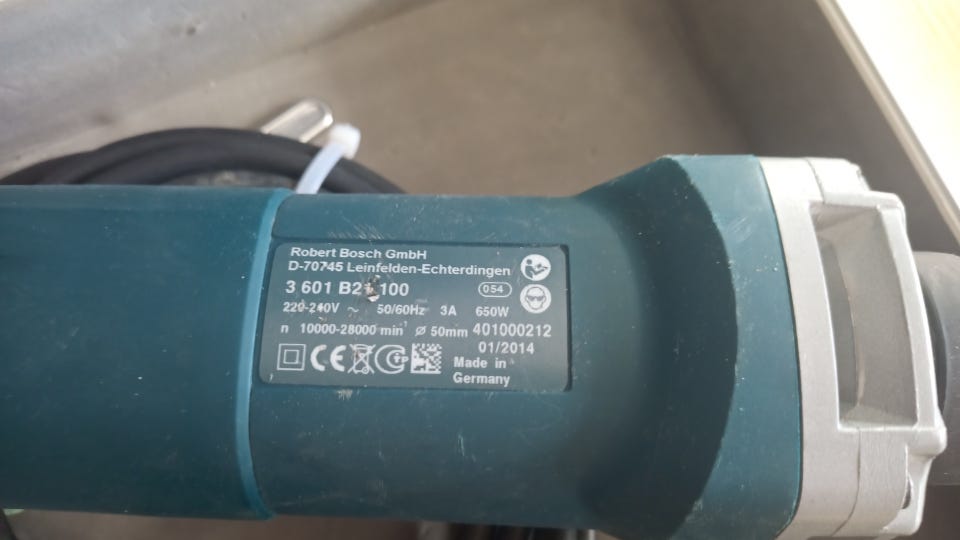 Robert Bosch GmbH
D-70745 Leinfelden-Echterdingen
3 601 100
054
220-240V ~ 50/60Hz 3A 650W
n 10000-28000 min ⌀ 50mm 401000212
01/2014
CE
Made in
Germany